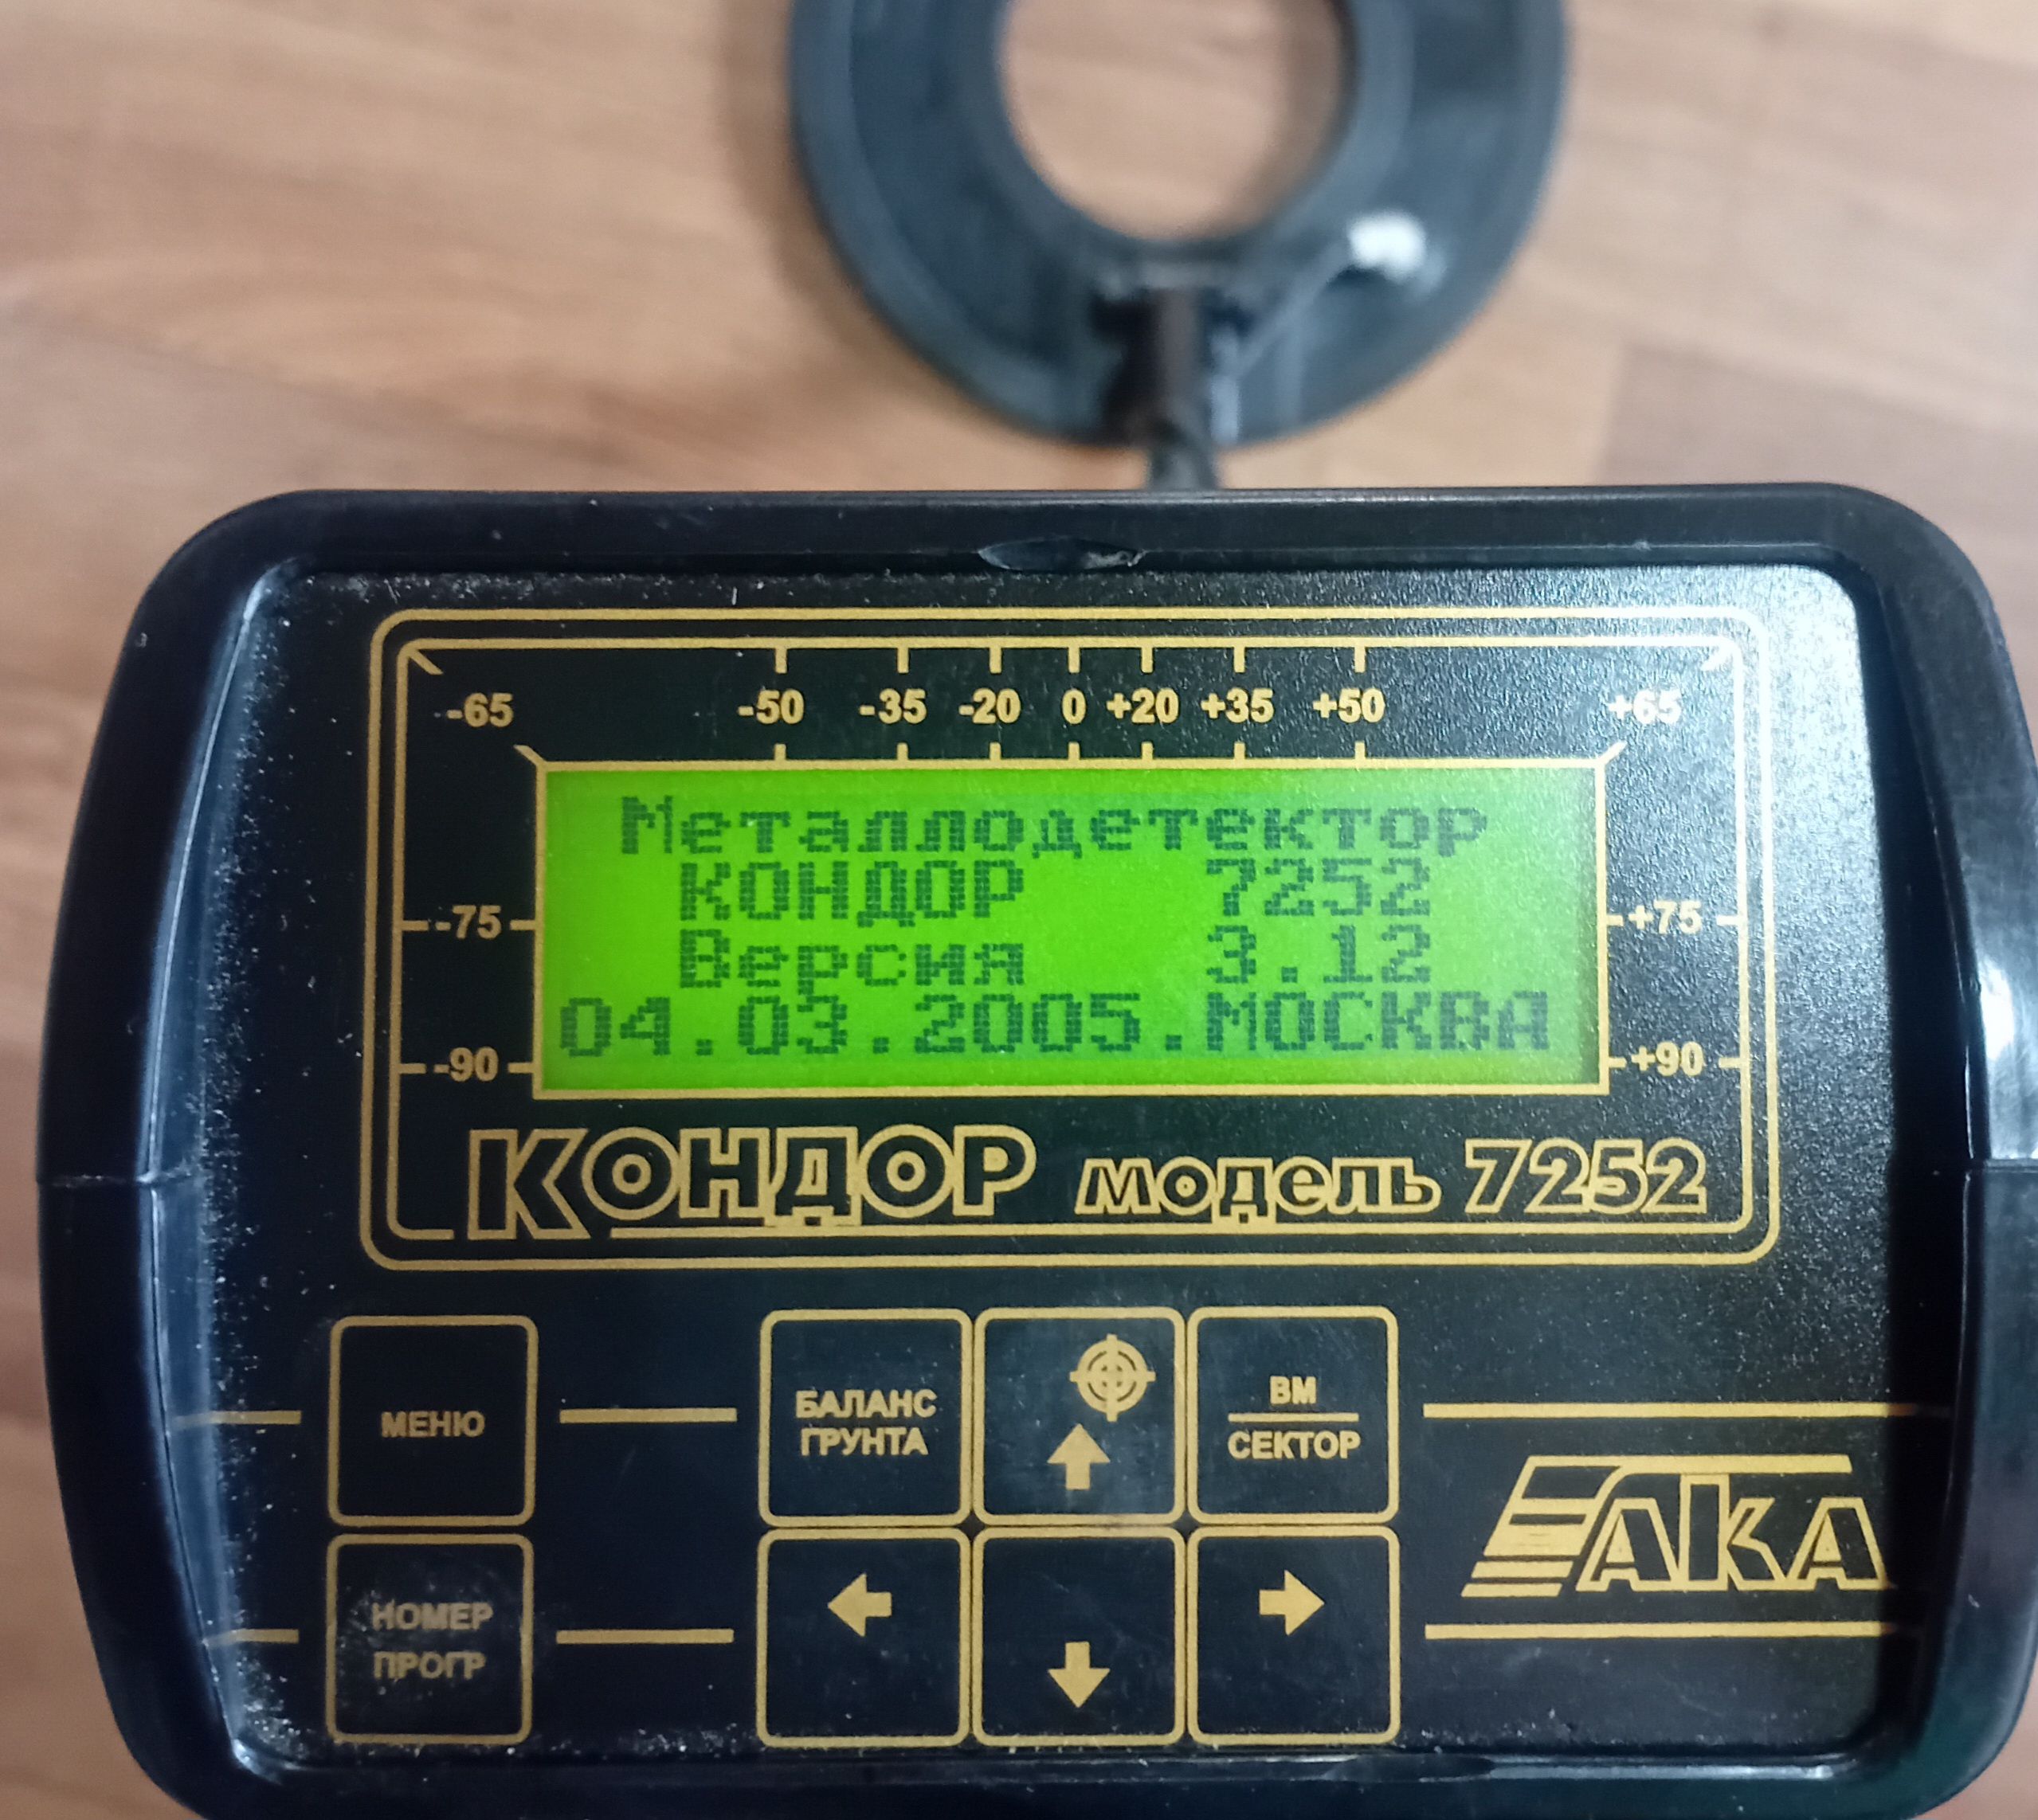 -65 -50 -35 -20 0 +20 +35 +50 +65
Металлодетектор
КОНДОР 7252
Версия 3.12
04.03.2005.МОСКВА
-75 +75
-90 +90
КОНДОР модель 7252
МЕНЮ
БАЛАНС
ГРУНТА
ВМ
СЕКТОР
НОМЕР
ПРОГР
АКА